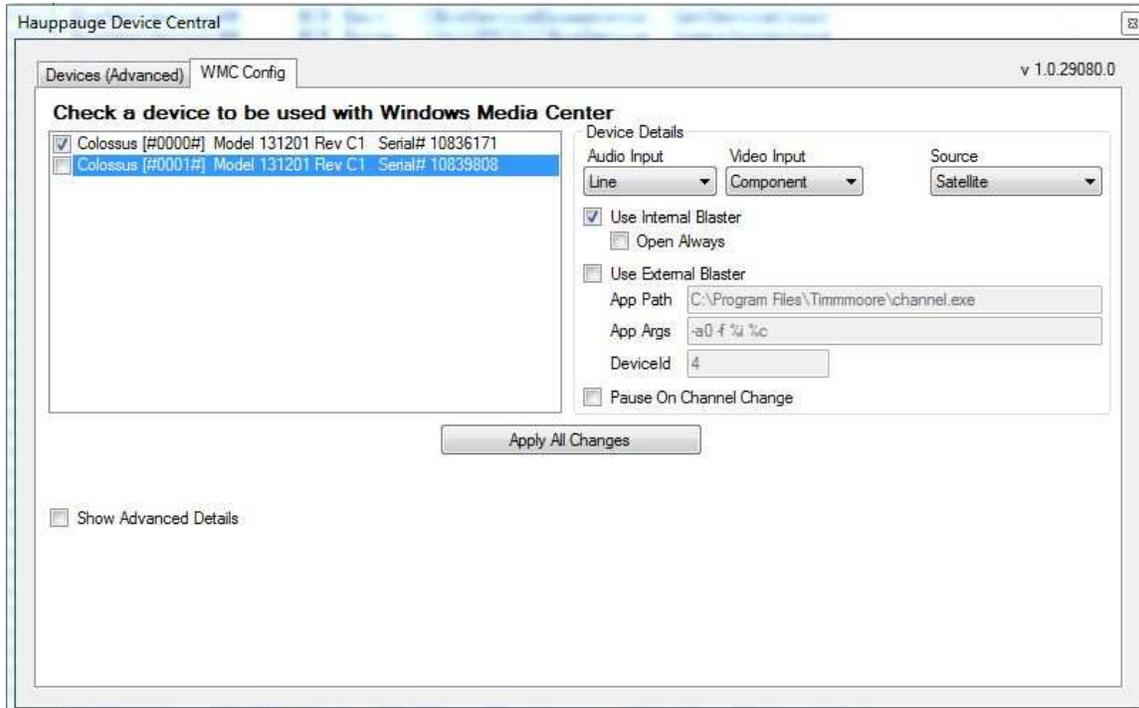 Hauppauge Device Central
Devices (Advanced) WMC Config v 1.0.29080.0
Check a device to be used with Windows Media Center
Colossus [#0000#] Model 131201 Rev C1 Serial# 10836171
Colossus [#0001#] Model 131201 Rev C1 Serial# 10839808
Device Details
Audio Input Video Input Source
Line Component Satellite
Use Internal Blaster
Open Always
Use External Blaster
App Path C:\Program Files\Timmmoore\channel.exe
App Args -a0 -f %i %c
DeviceId 4
Pause On Channel Change
Apply All Changes
Show Advanced Details